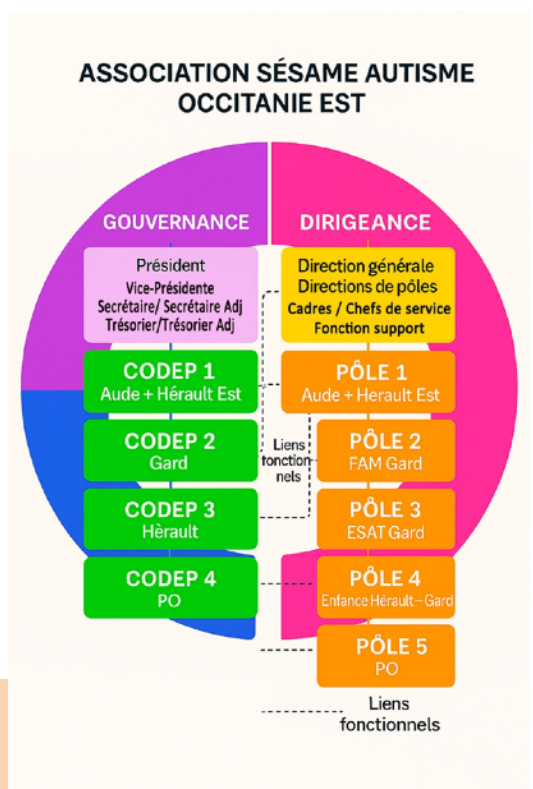 ASSOCIATION SÉSAME AUTISME
OCCITANIE EST
GOUVERNANCE
Président
Vice-Présidente
Secrétaire/ Secrétaire Adj
Trésorier/Trésorier Adj
CODEP 1
Aude + Hérault Est
CODEP 2
Gard
CODEP 3
Hèrault
CODEP 4
PO
Liens
fonction
nels
DIRIGEANCE
Direction générale
Directions de pôles
Cadres / Chefs de service
Fonction support
PÔLE 1
Aude + Herault Est
PÔLE 2
FAM Gard
PÔLE 3
ESAT Gard
PÔLE 4
Enfance Hérault–Gard
PÔLE 5
PO
Liens
fonctionnels